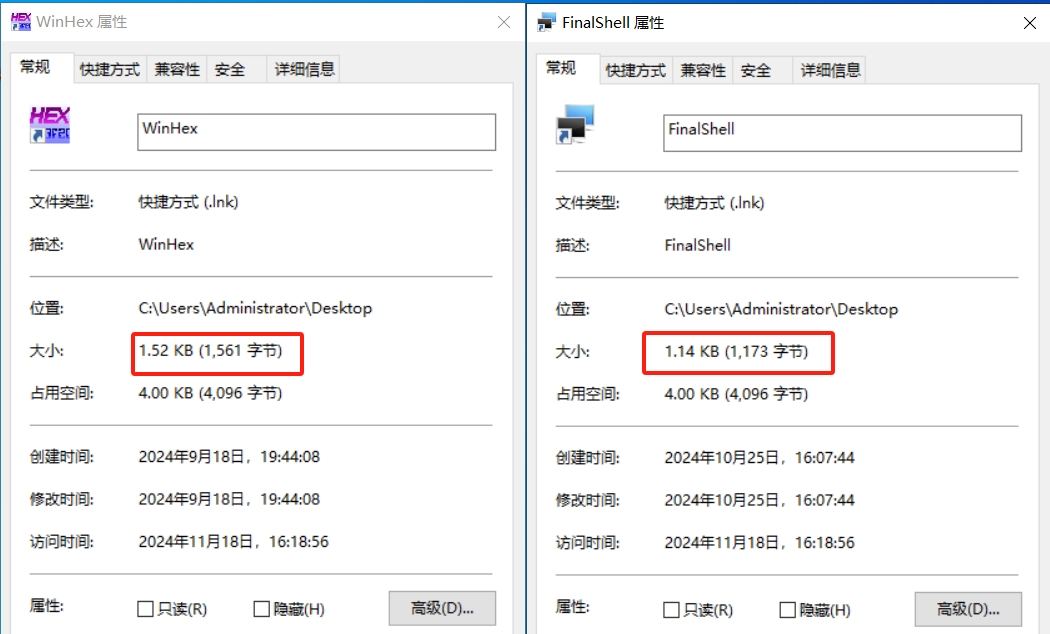 WinHex 属性
常规
快捷方式
兼容性
安全
详细信息
HEX
WinHex
文件类型:
快捷方式 (.lnk)
描述:
WinHex
位置:
C:\Users\Administrator\Desktop
大小:
1.52 KB (1,561 字节)
占用空间:
4.00 KB (4,096 字节)
创建时间:
2024年9月18日，19:44:08
修改时间:
2024年9月18日，19:44:08
访问时间:
2024年11月18日，16:18:56
属性:
只读(R)
隐藏(H)
高级(D)...
FinalShell 属性
常规
快捷方式
兼容性
安全
详细信息
FinalShell
文件类型:
快捷方式 (.lnk)
描述:
FinalShell
位置:
C:\Users\Administrator\Desktop
大小:
1.14 KB (1,173 字节)
占用空间:
4.00 KB (4,096 字节)
创建时间:
2024年10月25日，16:07:44
修改时间:
2024年10月25日，16:07:44
访问时间:
2024年11月18日，16:18:56
属性:
只读(R)
隐藏(H)
高级(D)...